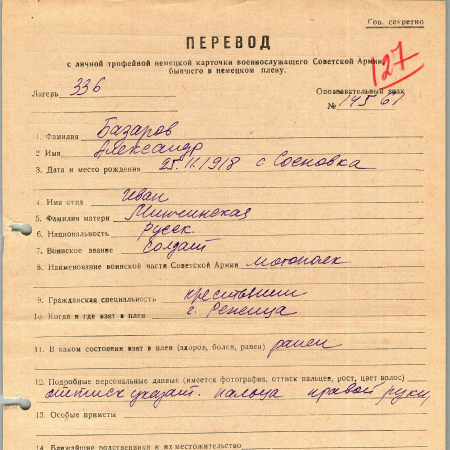 Сов. секретно
ПЕРЕВОД
с личной трофейной немецкой карточки военнослужащего Советской Армии,
бывшего в немецком плену.
127
Лагерь 336
Опознавательный знак
№ 14561
1. Фамилия Базаров
2 Имя Александр
3. Дата и место рождения 25.11.1918 с Сосновка
4. Имя отца Иван
5. Фамилия матери Минчинская
6. Национальность русск.
7. Воинское звание солдат
8. Наименование воинской части Советской Армии
9. Гражданская специальность крестьянин
10. Когда и где взят в плен г.
11. В каком состоянии взят в плен (здоров, болен, ранен) ранен
12. Подробные персональные данные (имеется фотография, оттиск пальцев, рост, цвет волос)
оттиск указат. пальца правой руки,
13. Особые приметы
14. Ближайшие родственники и их местожительство